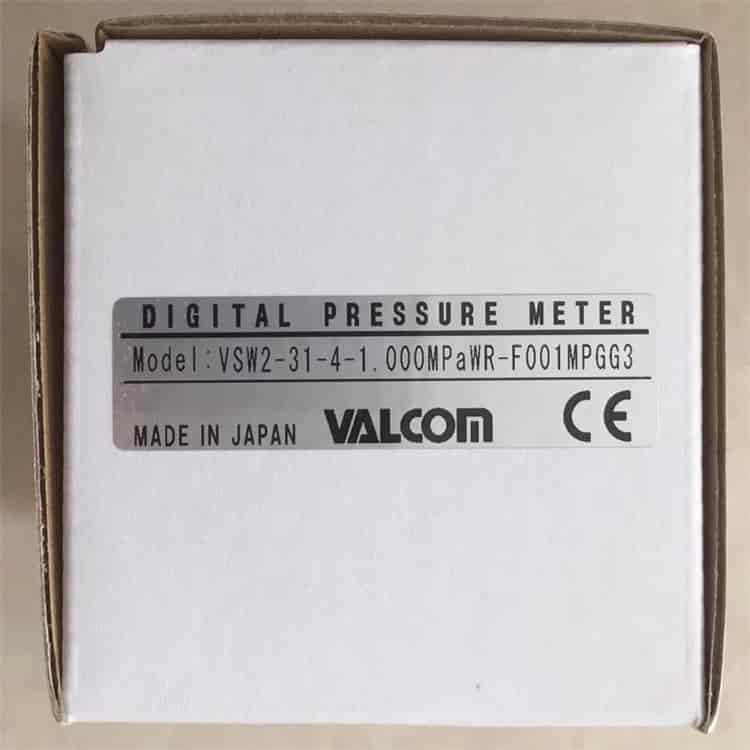 DIGITAL PRESSURE METER
Model:VSW2-31-4-1.000MPaWR-F001MPGG3
MADE IN JAPAN VALCOM CE